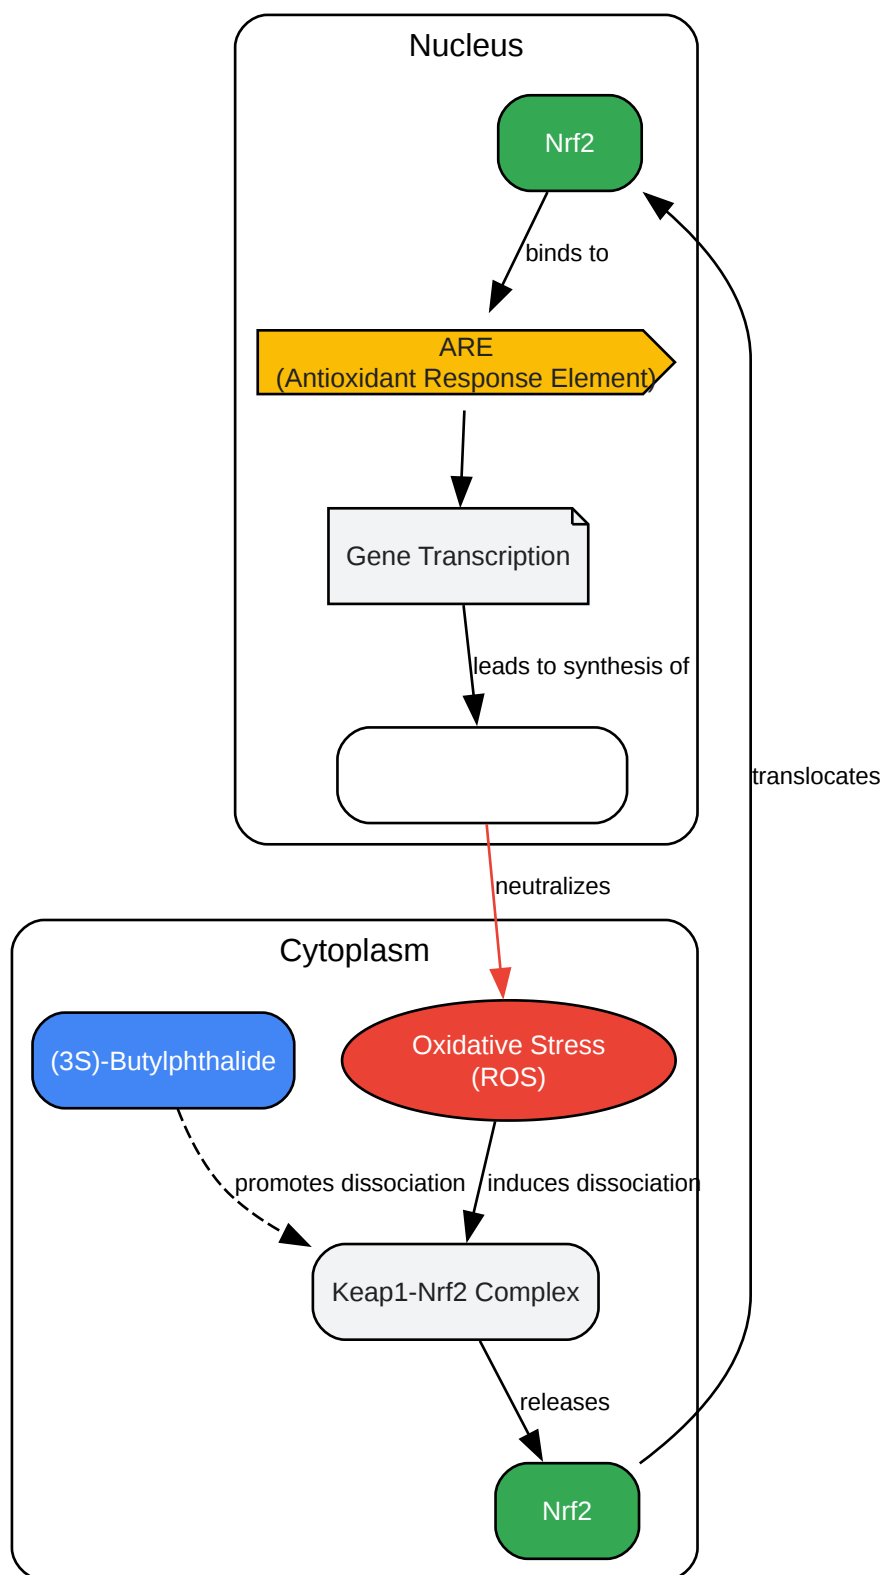 Nucleus
Nrf2
binds to
ARE
(Antioxidant Response Element)
Gene Transcription
leads to synthesis of
translocates
neutralizes
Cytoplasm
(3S)-Butylphthalide
Oxidative Stress
(ROS)
promotes dissociation
induces dissociation
Keap1-Nrf2 Complex
releases
Nrf2